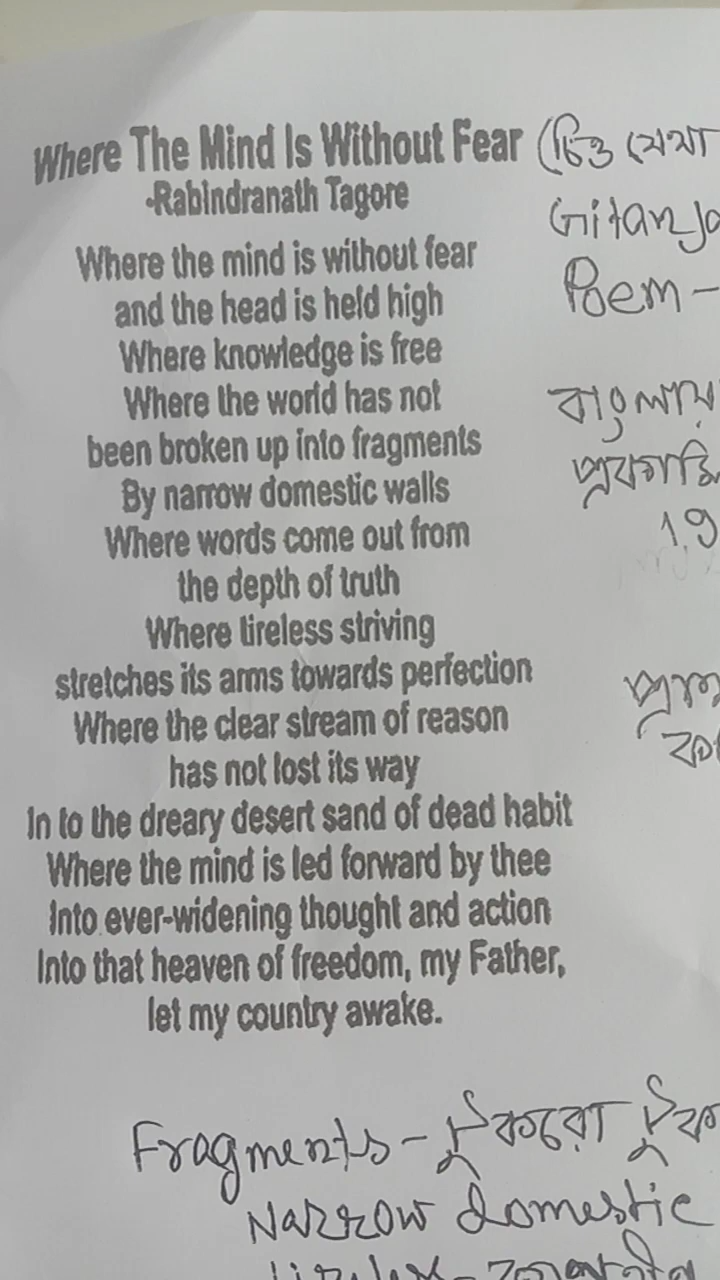 Where The Mind Is Without Fear (চিত্ত যেথা
-Rabindranath Tagore
Gitanja
Where the mind is without fear
and the head is held high
Poem -
Where knowledge is free
Where the world has not
বাংলায়
been broken up into fragments
প্রকাশি
By narrow domestic walls
19
Where words come out from
the depth of truth
Where tireless striving
stretches its arms towards perfection
Where the clear stream of reason
has not lost its way
In to the dreary desert sand of dead habit
Where the mind is led forward by thee
Into ever-widening thought and action
Into that heaven of freedom, my Father,
let my country awake.
Fragments - টুকরো টুক
Narrow domestic